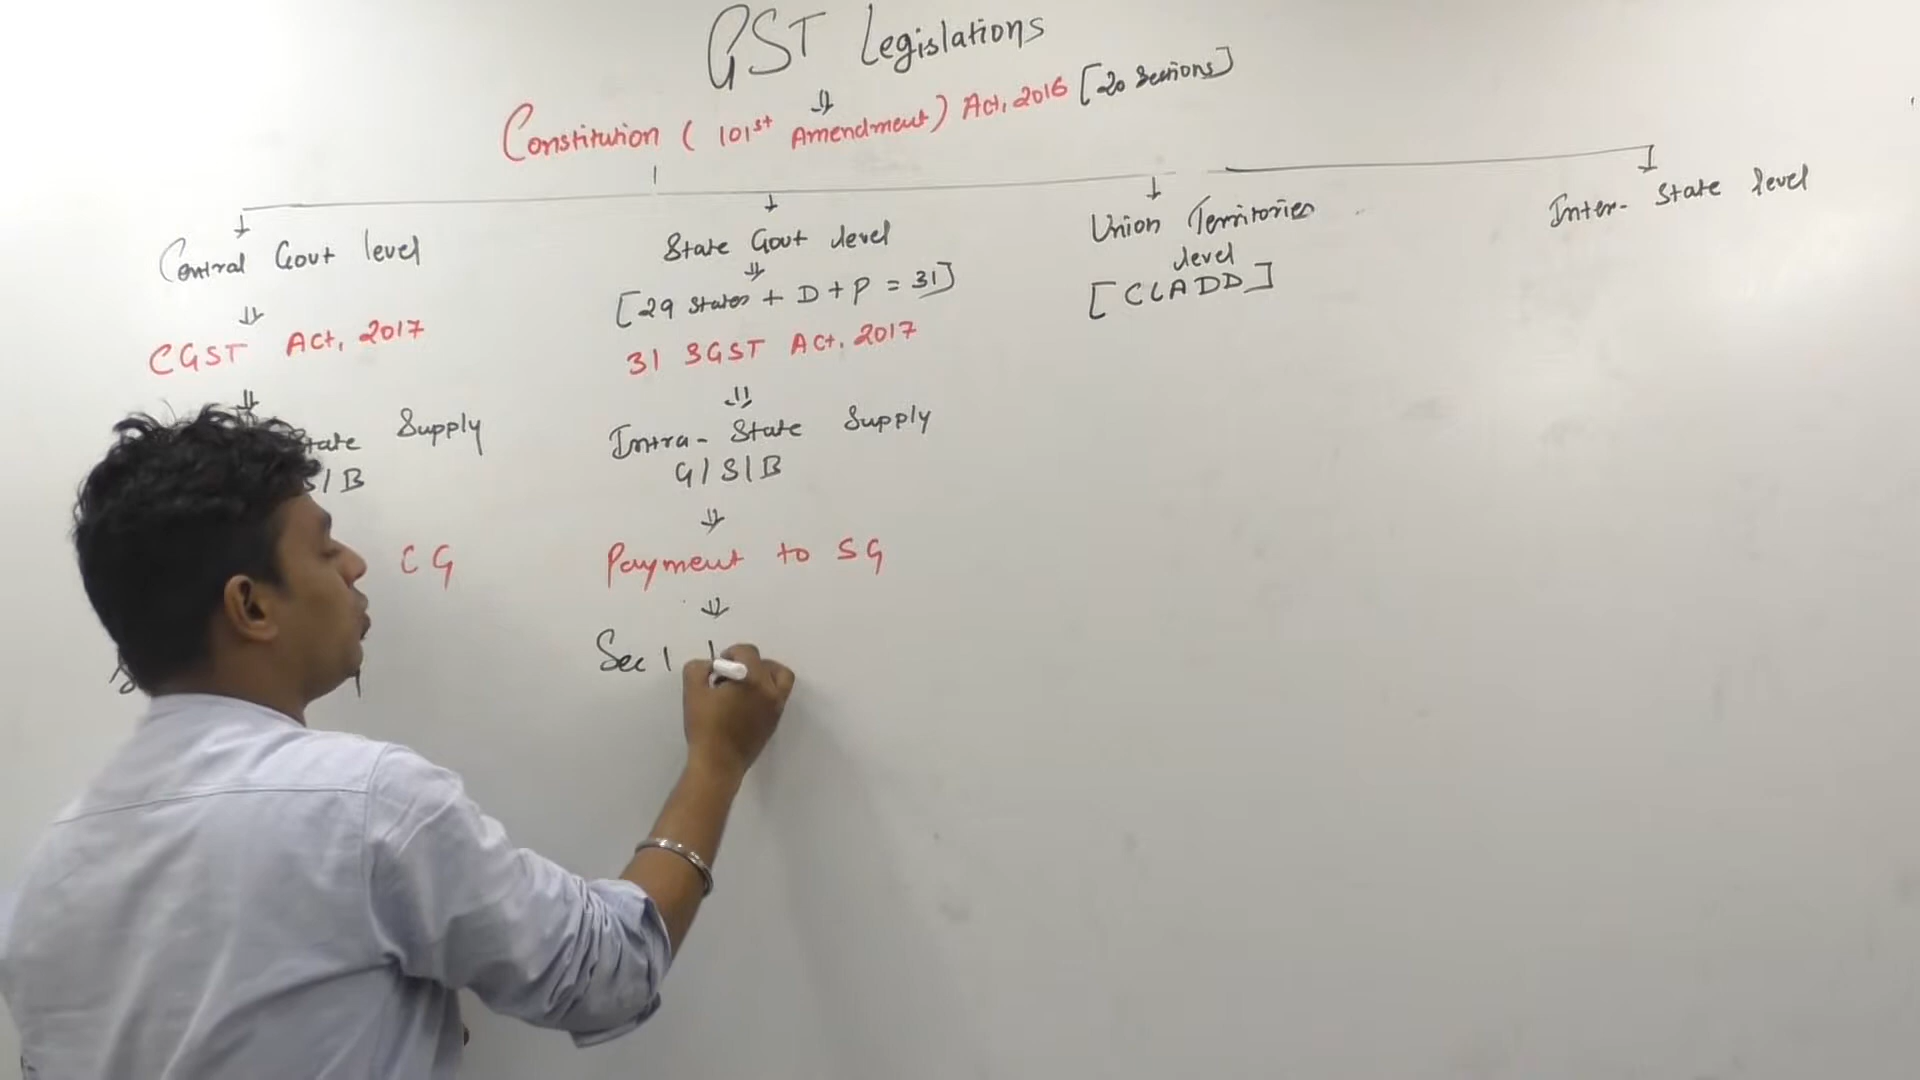 GST Legislations
Constitution (101st Amendment) Act, 2016 [20 Sections]
Central Govt level
CGST Act, 2017
State Supply
S/B
CG
State Govt level
[29 States + D + P = 31]
31 SGST Act, 2017
Intra-State Supply
G/S/B
Payment to SG
Sec 1
Union Territories
level
[CLADD]
Inter-State level